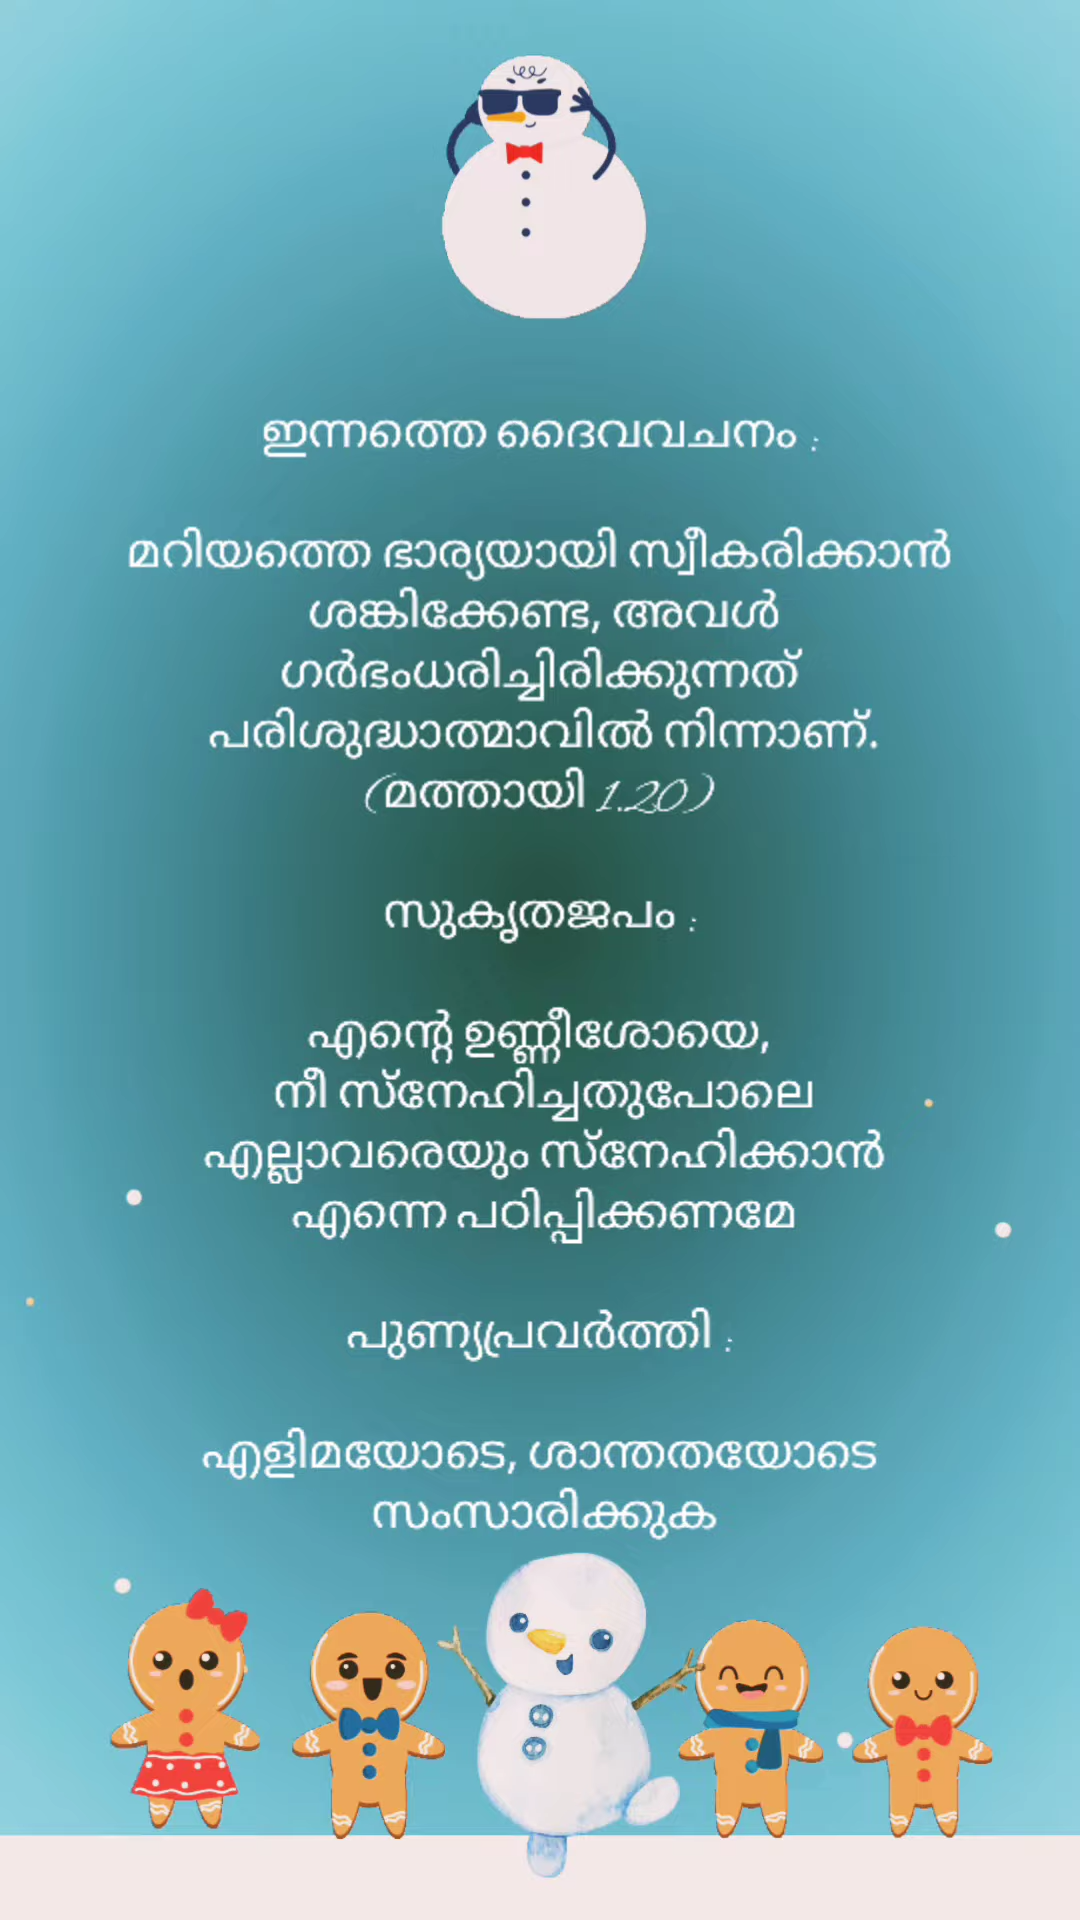 ഇന്നത്തെ ദൈവവചനം :
മറിയത്തെ ഭാര്യയായി സ്വീകരിക്കാൻ
ശങ്കിക്കേണ്ട, അവൾ
ഗർഭംധരിച്ചിരിക്കുന്നത്
പരിശുദ്ധാത്മാവിൽ നിന്നാണ്.
(മത്തായി 1.20)
സുകൃതജപം :
എന്റെ ഉണ്ണീശോയെ,
നീ സ്നേഹിച്ചതുപോലെ
എല്ലാവരെയും സ്നേഹിക്കാൻ
എന്നെ പഠിപ്പിക്കണമേ
പുണ്യപ്രവർത്തി :
എളിമയോടെ, ശാന്തതയോടെ
സംസാരിക്കുക